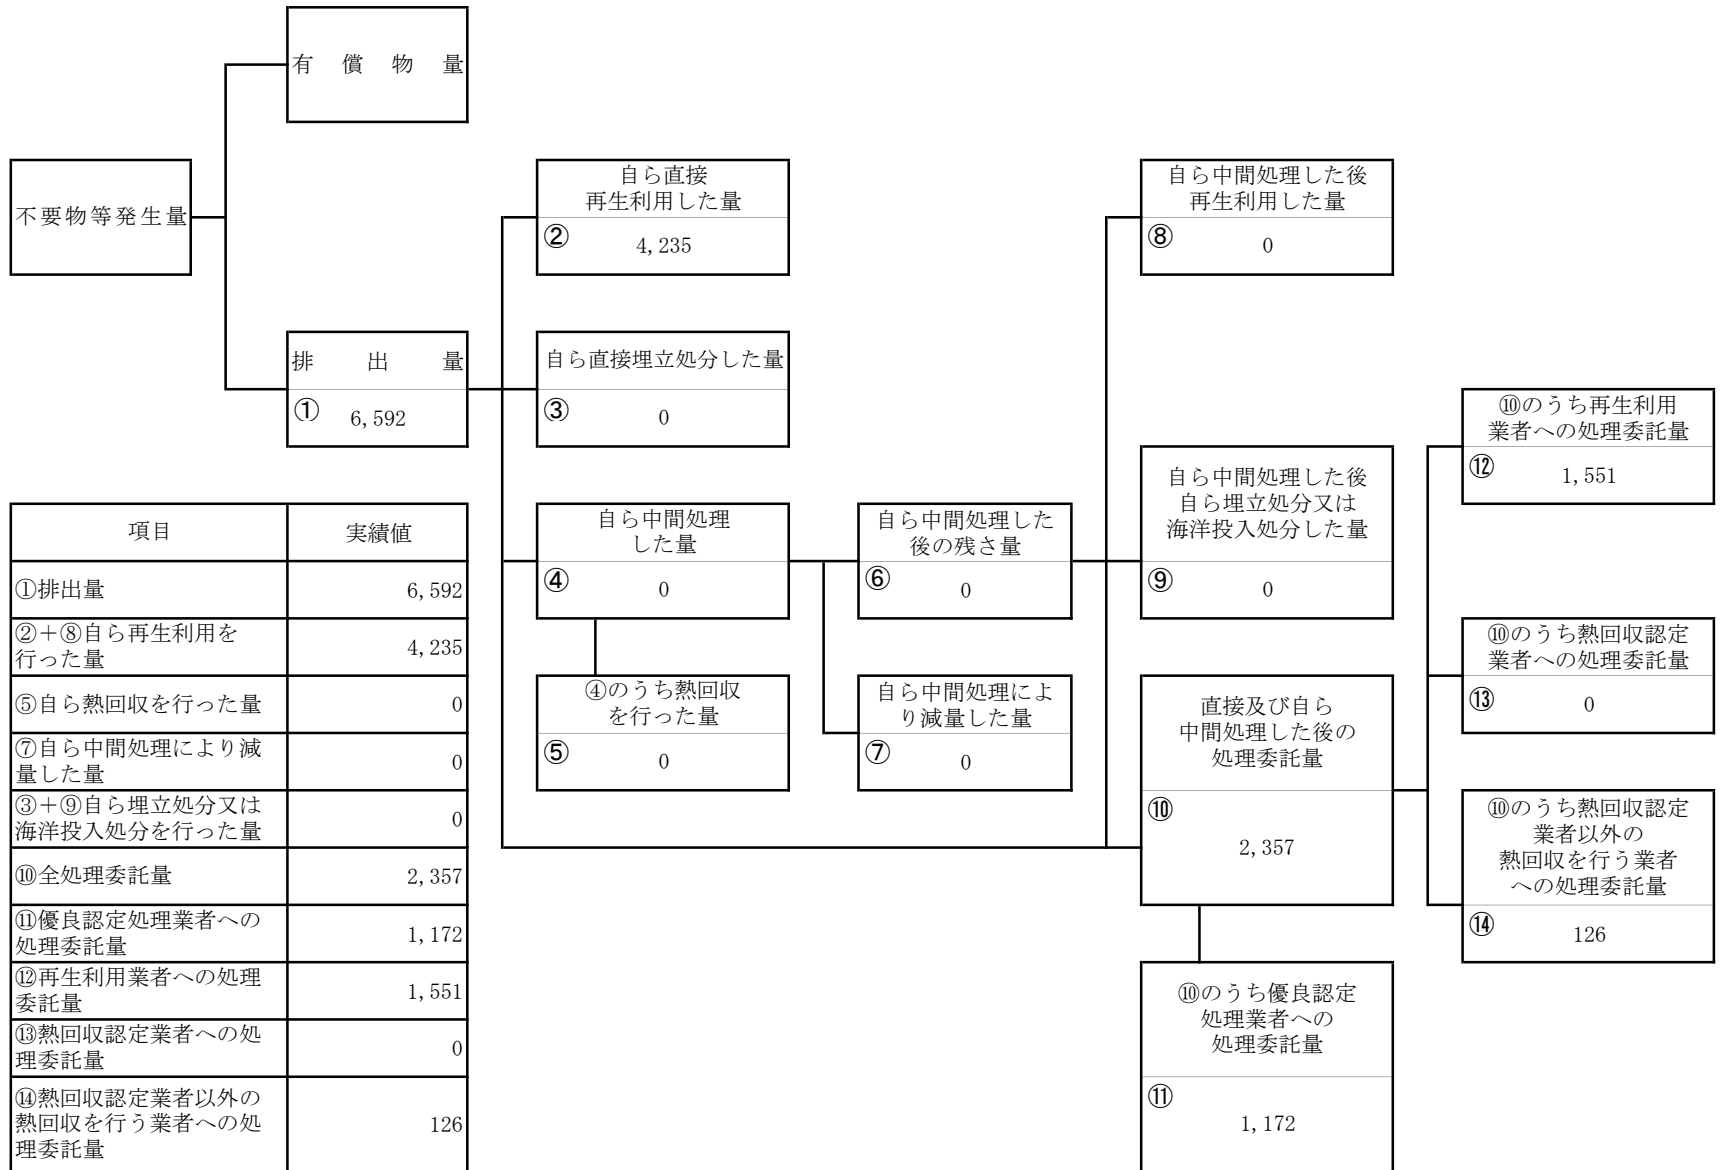 有償物量
不要物等発生量
自ら直接
再生利用した量
② 4,235
自ら中間処理した後
再生利用した量
⑧ 0
排出量
① 6,592
自ら直接埋立処分した量
③ 0
⑩のうち再生利用
業者への処理委託量
⑫ 1,551
自ら中間処理した後
自ら埋立処分又は
海洋投入処分した量
⑨ 0
自ら中間処理
した量
④ 0
自ら中間処理した
後の残さ量
⑥ 0
⑩のうち熱回収認定
業者への処理委託量
⑬ 0
④のうち熱回収
を行った量
⑤ 0
自ら中間処理によ
り減量した量
⑦ 0
直接及び自ら
中間処理した後の
処理委託量
⑩
2,357
⑩のうち熱回収認定
業者以外の
熱回収を行う業者
への処理委託量
⑭ 126
⑩のうち優良認定
処理業者への
処理委託量
⑪
1,172
項目 実績値
①排出量 6,592
②+⑧自ら再生利用を
行った量 4,235
⑤自ら熱回収を行った量 0
⑦自ら中間処理により減
量した量 0
③+⑨自ら埋立処分又は
海洋投入処分を行った量 0
⑩全処理委託量 2,357
⑪優良認定処理業者への
処理委託量 1,172
⑫再生利用業者への処理
委託量 1,551
⑬熱回収認定業者への処
理委託量 0
⑭熱回収認定業者以外の
熱回収を行う業者への処
理委託量 126